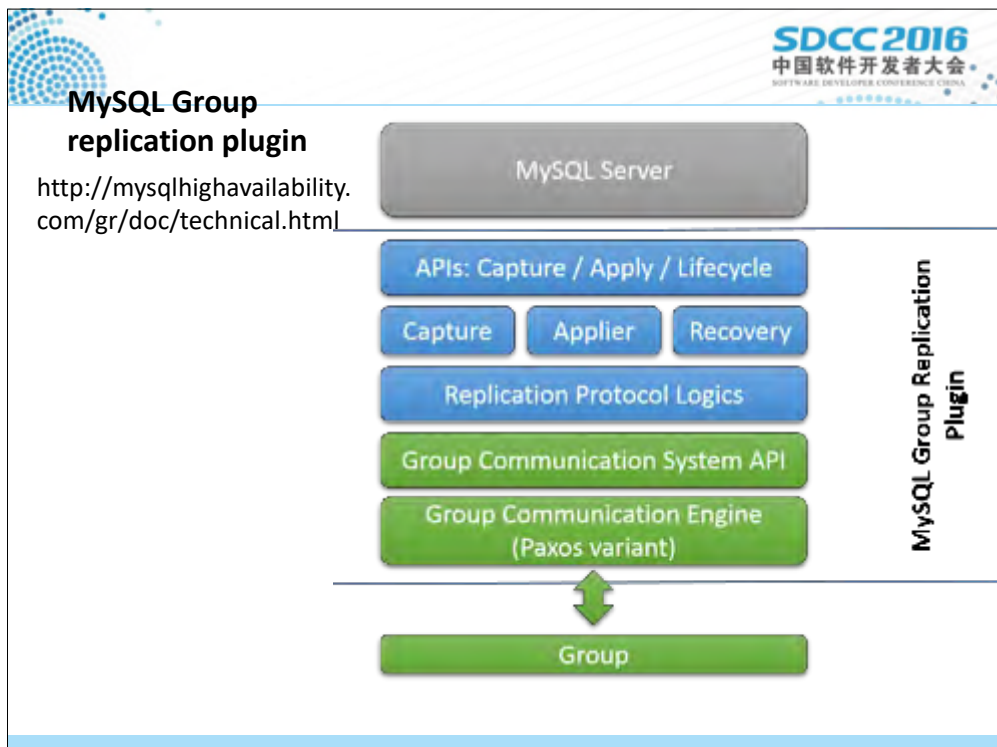 SDCC 2016
中国软件开发者大会
SOFTWARE DEVELOPER CONFERENCE CHINA
MySQL Group
replication plugin
http://mysqlhighavailability.
com/gr/doc/technical.html
MySQL Server
APIs: Capture / Apply / Lifecycle
Capture
Applier
Recovery
Replication Protocol Logics
Group Communication System API
Group Communication Engine
(Paxos variant)
Group
MySQL Group Replication
Plugin